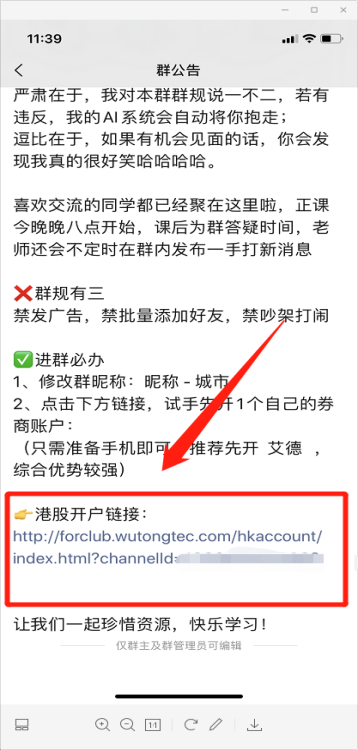 11:39
群公告
严肃在于，我对本群群规说一不二，若有
违反，我的AI系统会自动将你抱走；
逗比在于，如果有机会见面的话，你会发
现我真的很好笑哈哈哈哈。
喜欢交流的同学都已经聚在这里啦，正课
今晚晚八点开始，课后为群答疑时间，老
师还会不定时在群内发布一手打新消息
❌群规有三
禁发广告，禁批量添加好友，禁吵架打闹
✅进群必办
1、修改群昵称：昵称 - 城市
2、点击下方链接，试手先开1个自己的券
商账户：
（只需准备手机即可 推荐先开 艾德 ，
综合优势较强）
👉港股开户链接：
http://forclub.wutongtec.com/hkaccount/
index.html?channelId=
让我们一起珍惜资源，快乐学习！
仅群主及群管理员可编辑
1:1